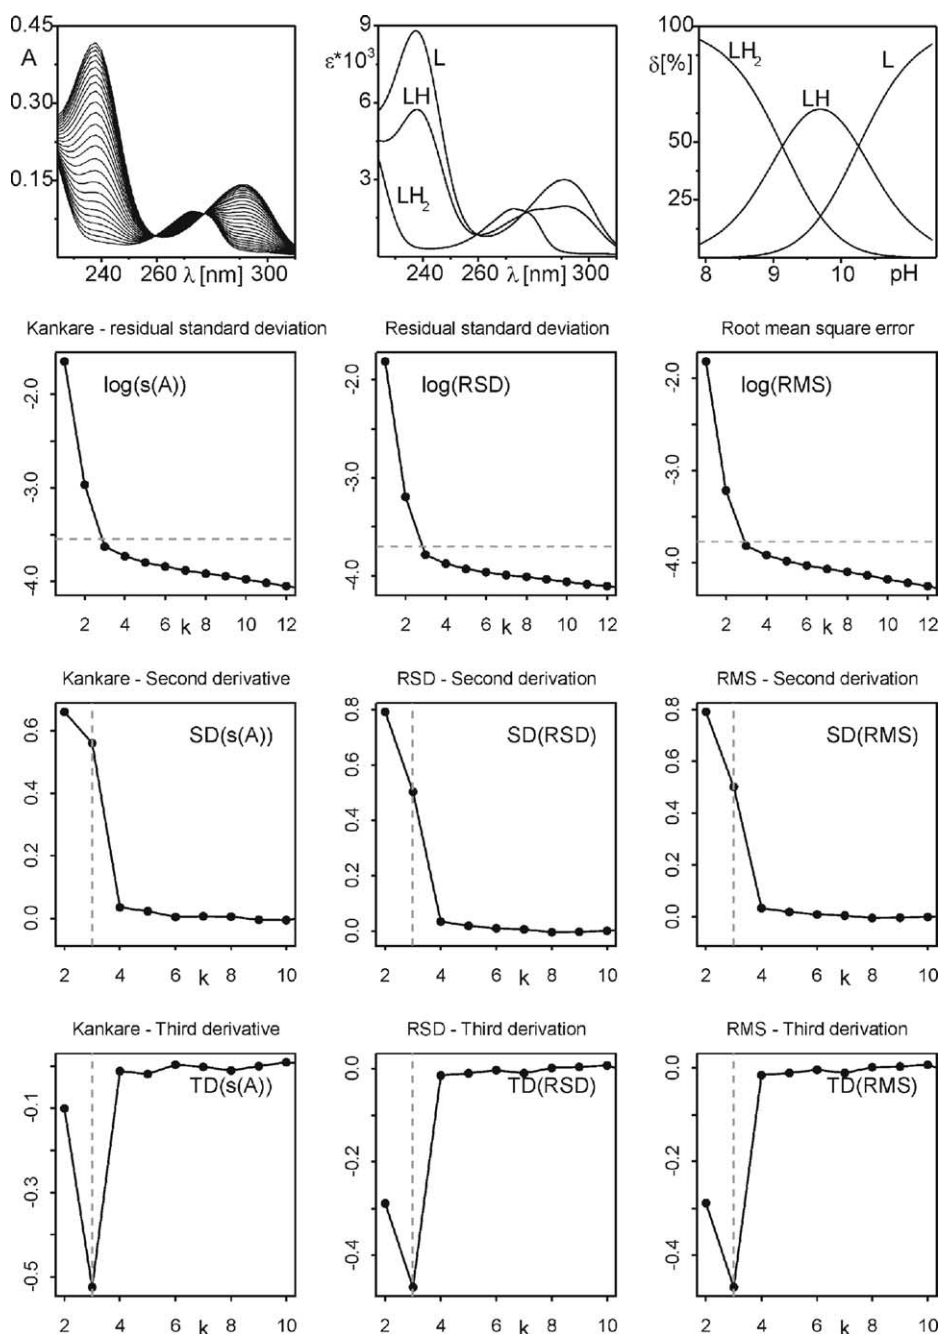 0.45 A 0.30 0.15 240 260 λ[nm] 300
9 ε*10³ 6 3 L LH LH₂ 240 260 λ[nm] 300
100 δ[%] 50 25 LH₂ LH L 8 9 10 pH
Kankare - residual standard deviation
Residual standard deviation
Root mean square error
log(s(A))
log(RSD)
log(RMS)
-2.0 -3.0 -4.0
-2.0 -3.0 -4.0
-2.0 -3.0 -4.0
2 4 6 k 8 10 12
2 4 6 k 8 10 12
2 4 6 k 8 10 12
Kankare - Second derivative
RSD - Second derivation
RMS - Second derivation
SD(s(A))
SD(RSD)
SD(RMS)
0.6 0.4 0.2 0.0
0.8 0.6 0.4 0.2 0.0
0.8 0.6 0.4 0.2 0.0
2 4 6 k 8 10
2 4 6 k 8 10
2 4 6 k 8 10
Kankare - Third derivative
RSD - Third derivation
RMS - Third derivation
TD(s(A))
TD(RSD)
TD(RMS)
-0.1 -0.3 -0.5
0.0 -0.2 -0.4
0.0 -0.2 -0.4
2 4 6 k 8 10
2 4 6 k 8 10
2 4 6 k 8 10